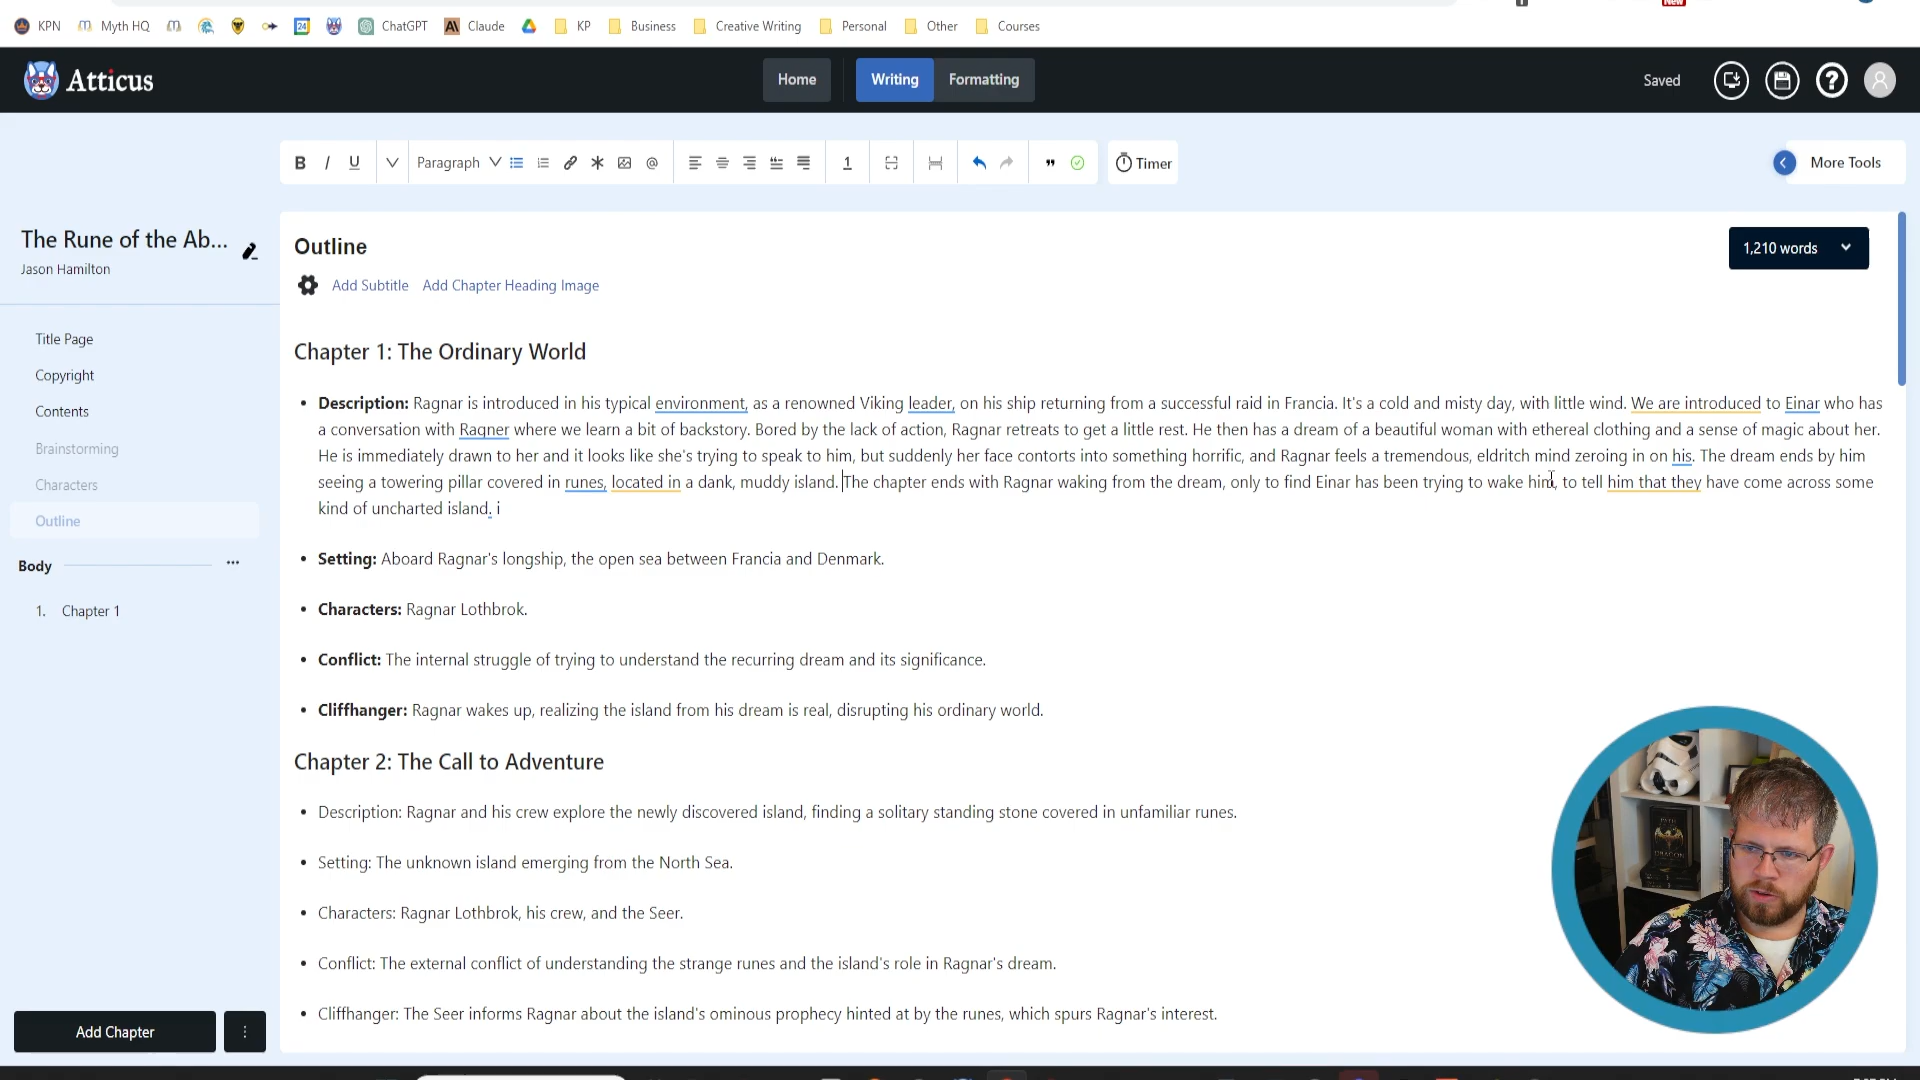 KPN Myth HQ 24 ChatGPT Claude KP Business Creative Writing Personal Other Courses
New
Atticus Home Writing Formatting Saved ?
B I U Paragraph @ 1 Timer More Tools
The Rune of the Ab...
Jason Hamilton
Title Page
Copyright
Contents
Brainstorming
Characters
Outline
Body
1. Chapter 1
Add Chapter
Outline
1,210 words
Add Subtitle Add Chapter Heading Image
Chapter 1: The Ordinary World
• Description: Ragnar is introduced in his typical environment, as a renowned Viking leader, on his ship returning from a successful raid in Francia. It's a cold and misty day, with little wind. We are introduced to Einar who has
a conversation with Ragner where we learn a bit of backstory. Bored by the lack of action, Ragnar retreats to get a little rest. He then has a dream of a beautiful woman with ethereal clothing and a sense of magic about her.
He is immediately drawn to her and it looks like she's trying to speak to him, but suddenly her face contorts into something horrific, and Ragnar feels a tremendous, eldritch mind zeroing in on his. The dream ends by him
seeing a towering pillar covered in runes, located in a dank, muddy island. The chapter ends with Ragnar waking from the dream, only to find Einar has been trying to wake him, to tell him that they have come across some
kind of uncharted island. i
• Setting: Aboard Ragnar's longship, the open sea between Francia and Denmark.
• Characters: Ragnar Lothbrok.
• Conflict: The internal struggle of trying to understand the recurring dream and its significance.
• Cliffhanger: Ragnar wakes up, realizing the island from his dream is real, disrupting his ordinary world.
Chapter 2: The Call to Adventure
• Description: Ragnar and his crew explore the newly discovered island, finding a solitary standing stone covered in unfamiliar runes.
• Setting: The unknown island emerging from the North Sea.
• Characters: Ragnar Lothbrok, his crew, and the Seer.
• Conflict: The external conflict of understanding the strange runes and the island's role in Ragnar's dream.
• Cliffhanger: The Seer informs Ragnar about the island's ominous prophecy hinted at by the runes, which spurs Ragnar's interest.
DRAGON